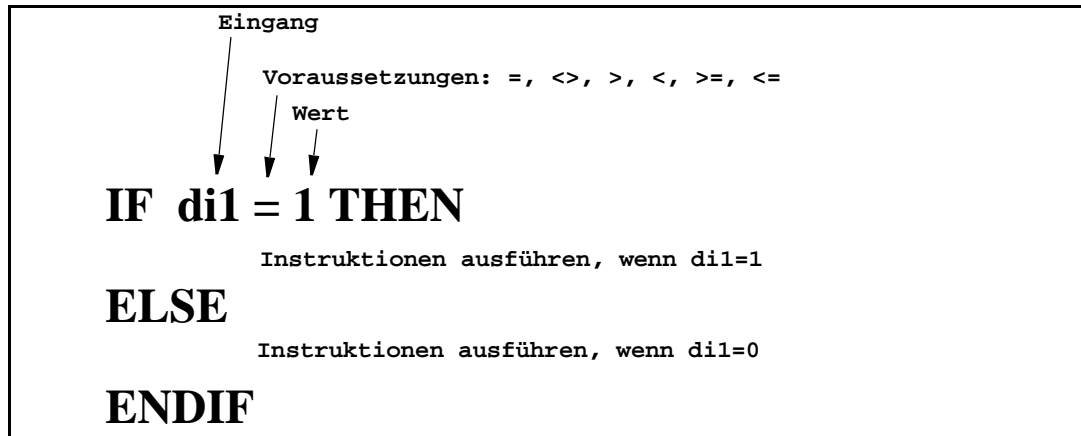 Eingang
Voraussetzungen: =, <>, >, <, >=, <=
Wert
IF di1 = 1 THEN
Instruktionen ausführen, wenn di1=1
ELSE
Instruktionen ausführen, wenn di1=0
ENDIF